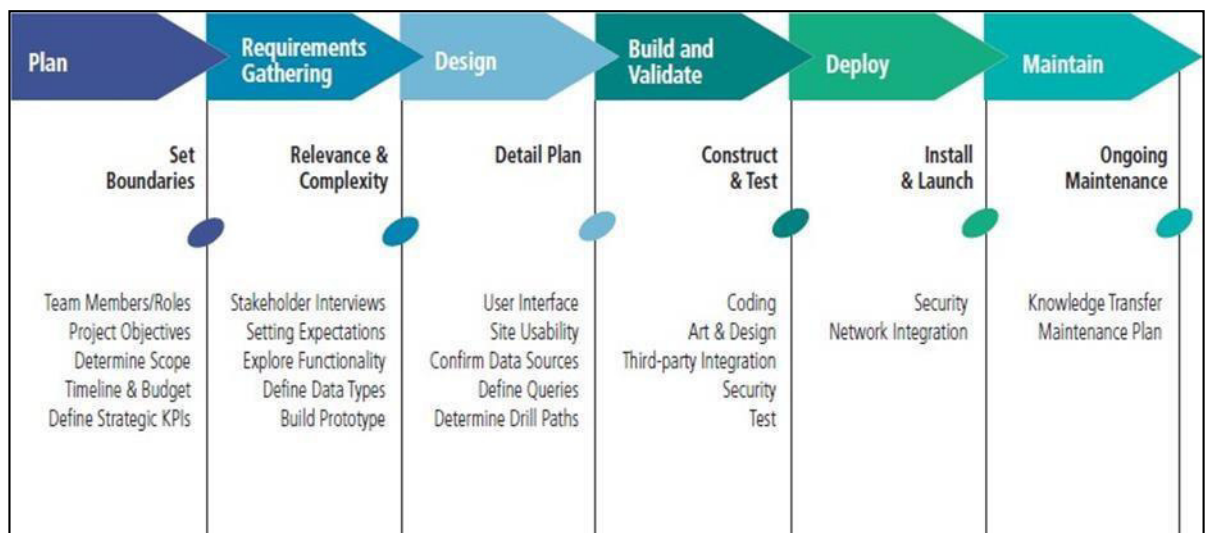 Plan
Requirements
Gathering
Design
Build and
Validate
Deploy
Maintain
Set
Boundaries
Relevance &
Complexity
Detail Plan
Construct
& Test
Install
& Launch
Ongoing
Maintenance
Team Members/Roles
Project Objectives
Determine Scope
Timeline & Budget
Define Strategic KPIs
Stakeholder Interviews
Setting Expectations
Explore Functionality
Define Data Types
Build Prototype
User Interface
Site Usability
Confirm Data Sources
Define Queries
Determine Drill Paths
Coding
Art & Design
Third-party Integration
Security
Test
Security
Network Integration
Knowledge Transfer
Maintenance Plan